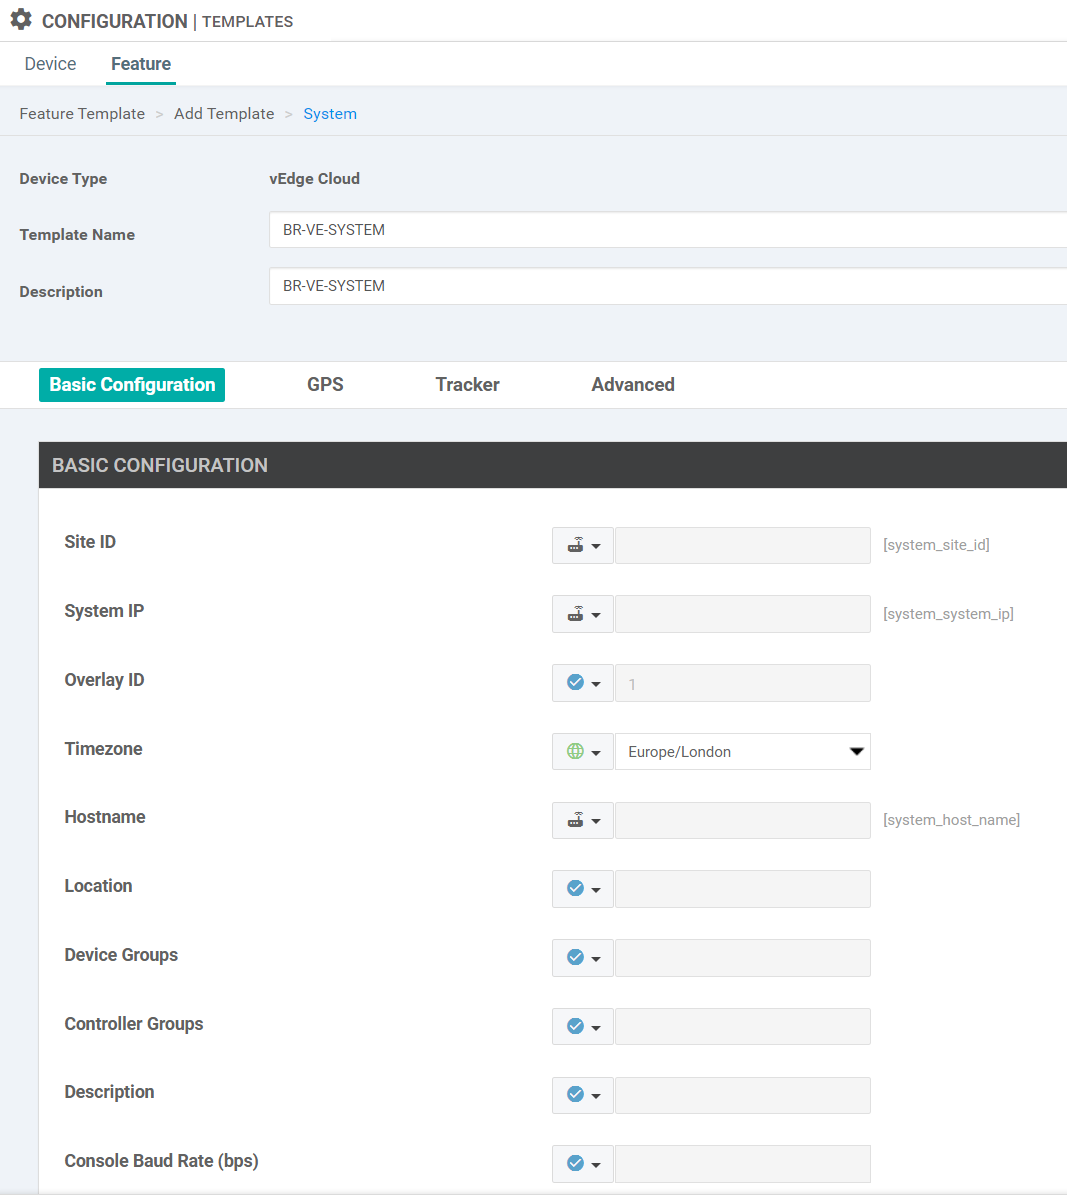 CONFIGURATION | TEMPLATES
Device Feature
Feature Template > Add Template > System
Device Type vEdge Cloud
Template Name BR-VE-SYSTEM
Description BR-VE-SYSTEM
Basic Configuration GPS Tracker Advanced
BASIC CONFIGURATION
Site ID [system_site_id]
System IP [system_system_ip]
Overlay ID 1
Timezone Europe/London
Hostname [system_host_name]
Location
Device Groups
Controller Groups
Description
Console Baud Rate (bps)